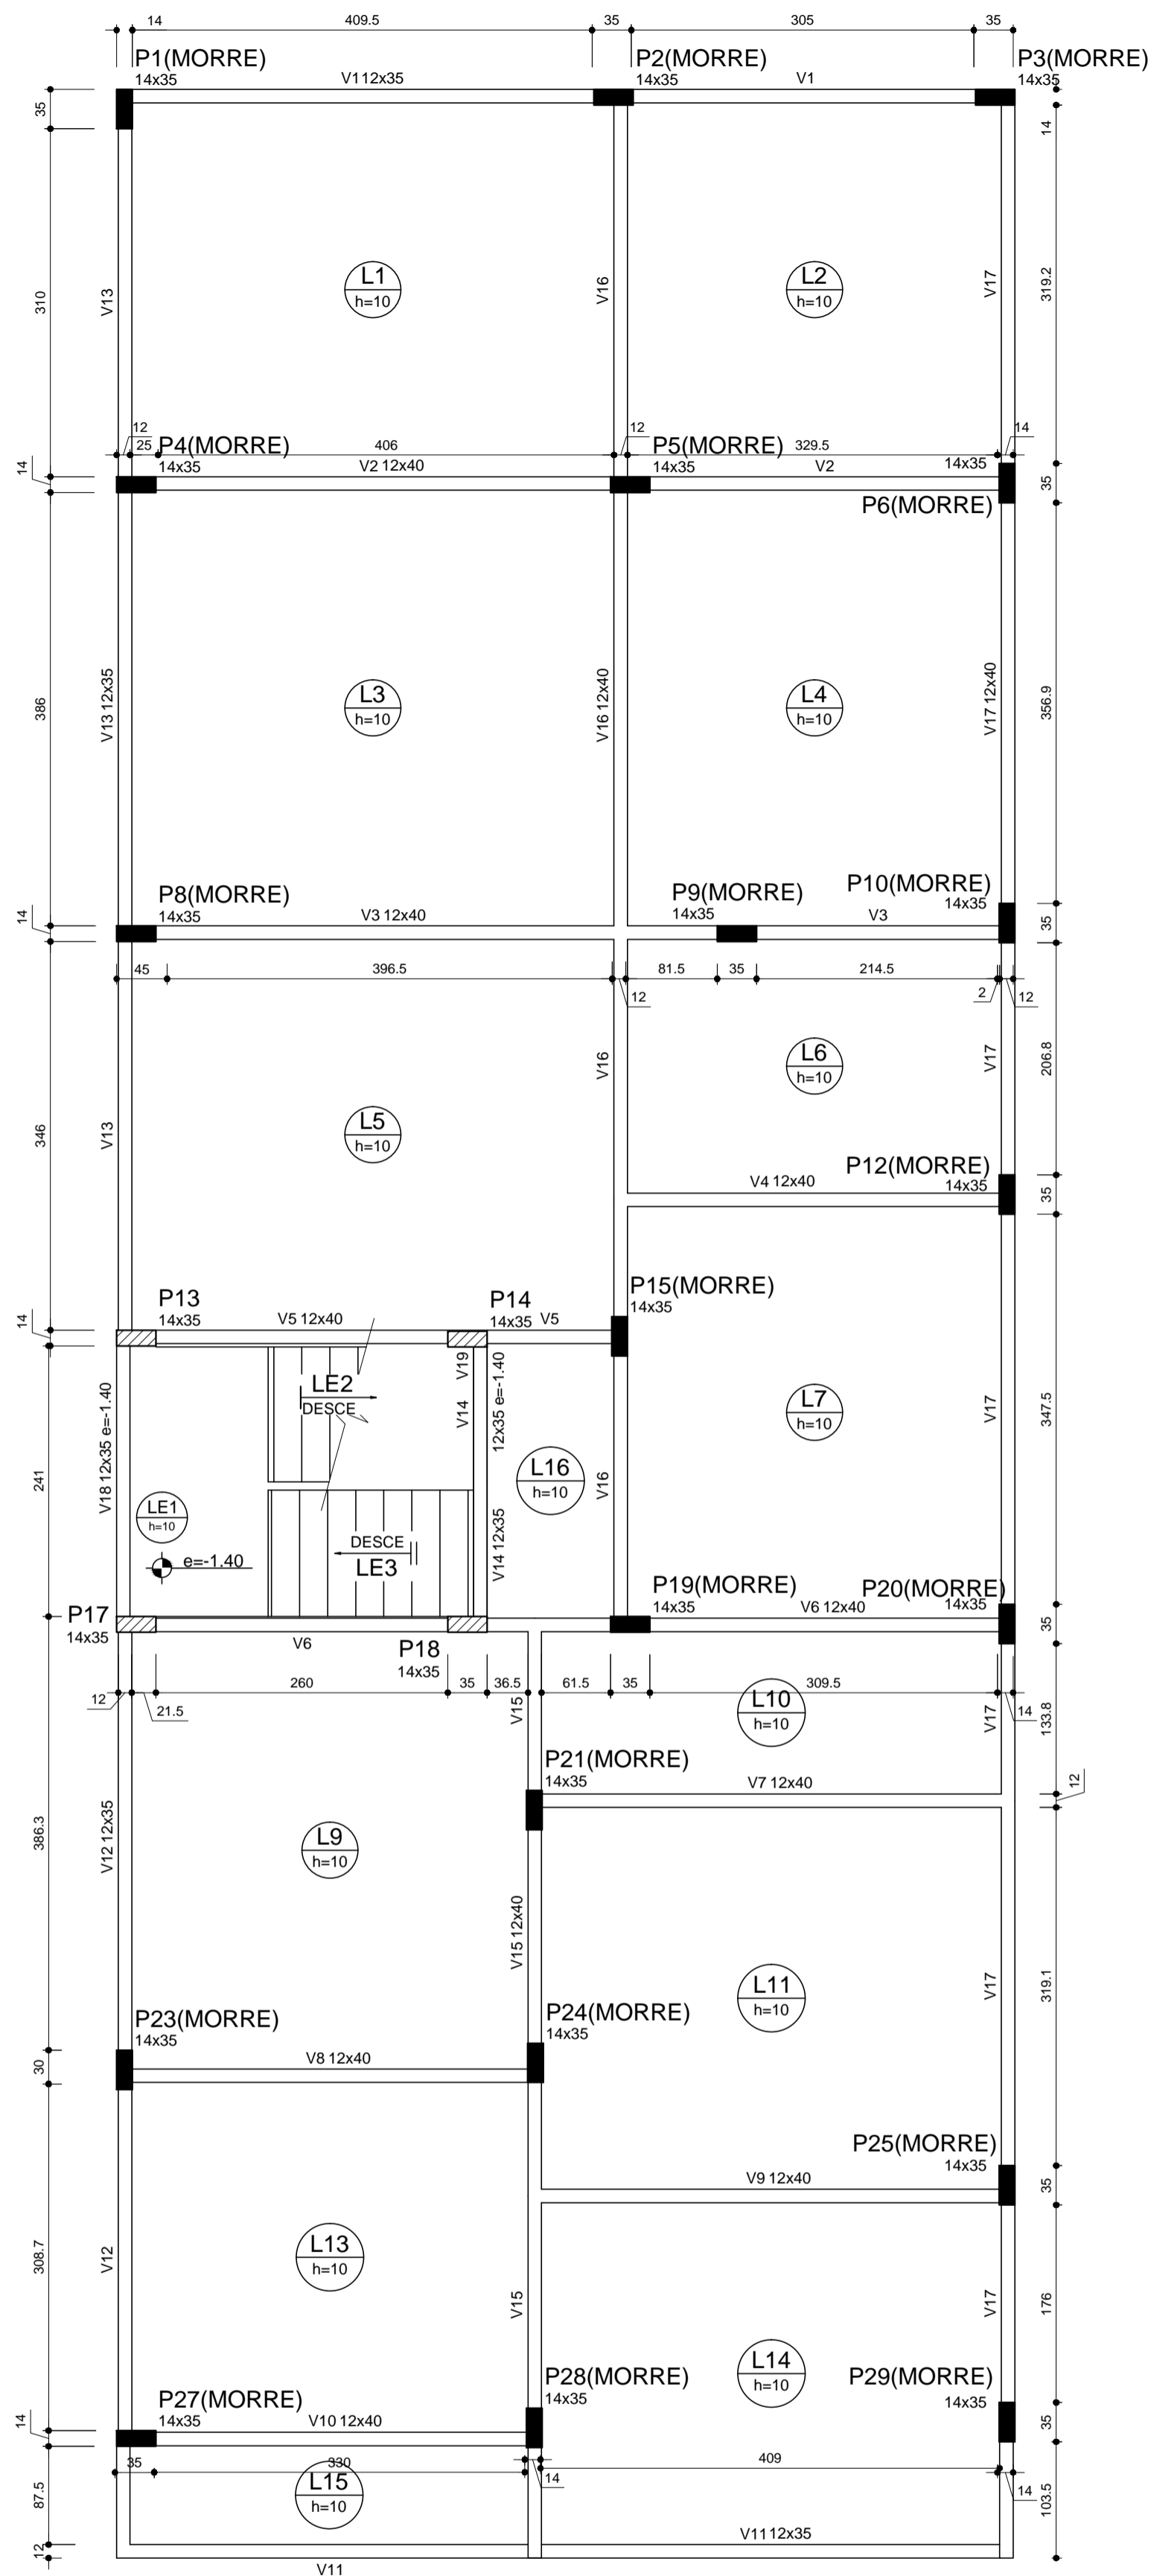 14 409.5 35 305 35
P1(MORRE) P2(MORRE) P3(MORRE)
14x35 V1 12x35 14x35 V1 14x35
35
14
L1
h=10
L2
h=10
V13
V16
V17
310
319.2
12 12 14
25 P4(MORRE) 406 P5(MORRE) 329.5
14
14x35 V2 12x40 14x35 V2 14x35
35
P6(MORRE)
L3
h=10
L4
h=10
V13 12x35
V16 12x40
V17 12x40
386
356.9
P8(MORRE) P9(MORRE) P10(MORRE)
14x35 V3 12x40 14x35 V3 14x35
14
35
45 396.5 81.5 35 214.5
12 2 12
L6
h=10
V16
V17
206.8
L5
h=10
V13
346
P12(MORRE)
V4 12x40 14x35
35
P15(MORRE)
14x35
P13 P14
14x35 V5 12x40 14x35 V5
14
V18 12x35 e=-1.40
241
LE2
DESCE
V19
V14
12x35 e=-1.40
L7
h=10
V17
347.5
L16
h=10
V16
V14 12x35
LE1
h=10
e=-1.40
DESCE
LE3
P19(MORRE) P20(MORRE)
14x35 V6 12x40 14x35
35
P17
14x35
V6
P18
14x35
260 35 36.5 61.5 35 309.5
12 21.5 14
V15
L10
h=10
V17
133.8
P21(MORRE)
14x35 V7 12x40
12
L9
h=10
V12 12x35
386.3
V15 12x40
L11
h=10
V17
319.1
P23(MORRE) P24(MORRE)
14x35 14x35
V8 12x40
30
P25(MORRE)
14x35
V9 12x40
35
L13
h=10
V12
308.7
V15
V17
176
L14
h=10
P28(MORRE) P29(MORRE)
14x35 14x35
35
P27(MORRE)
14x35 V10 12x40
14
35 330 14 409 14
L15
h=10
87.5
103.5
V11 12x35
12
V11